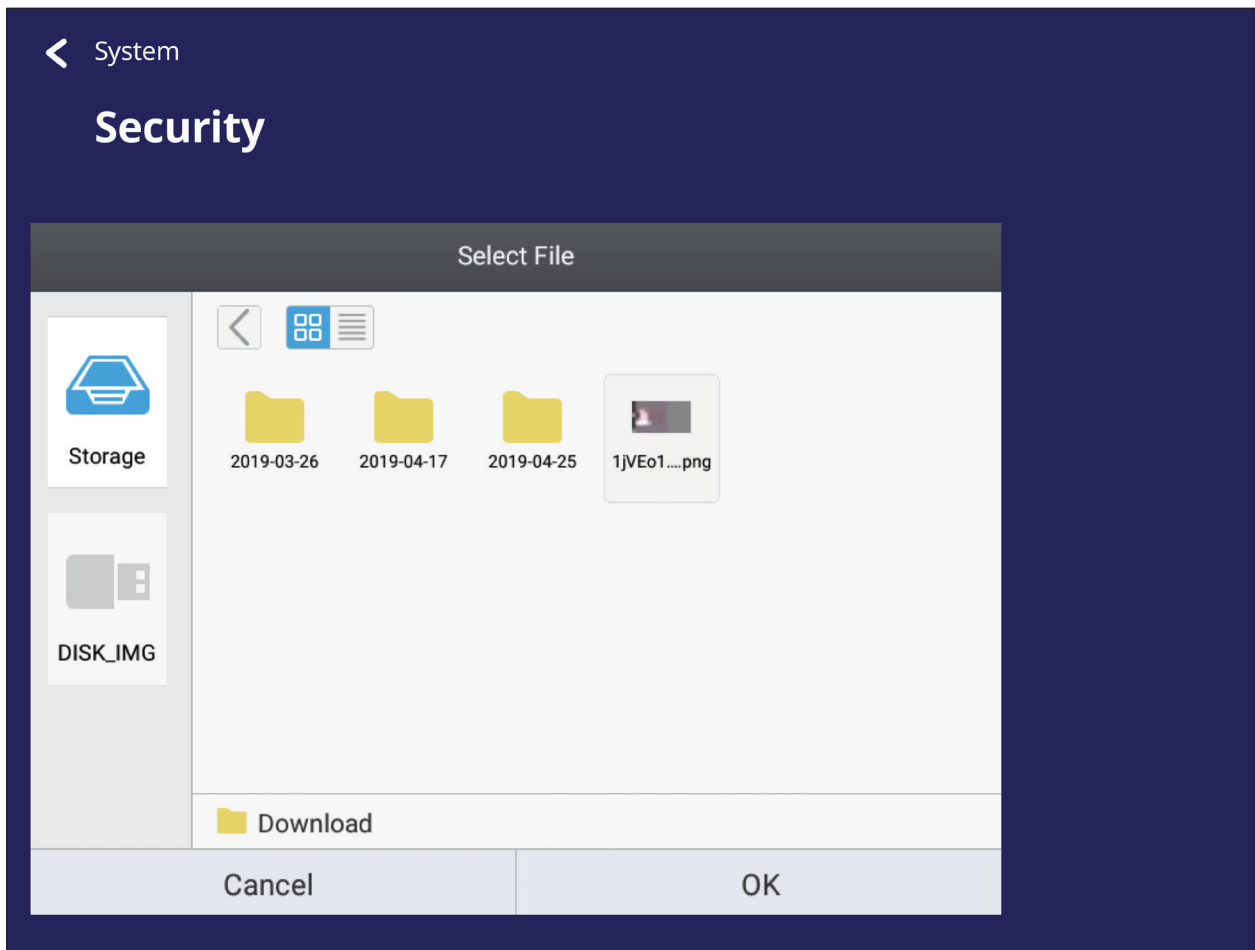 System
Security
Select File
Storage
2019-03-26
2019-04-17
2019-04-25
1jVEo1....png
DISK_IMG
Download
Cancel
OK